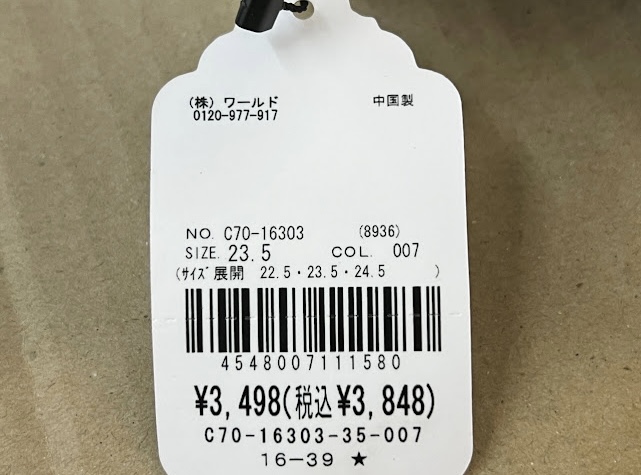 (株) ワールド 中国製
0120-977-917
NO. C70-16303 (8936)
SIZE. 23.5 COL. 007
(ｻｲｽﾞ展開 22.5・23.5・24.5 )
4548007111580
¥3,498(税込¥3,848)
C70-16303-35-007
16-39 ★